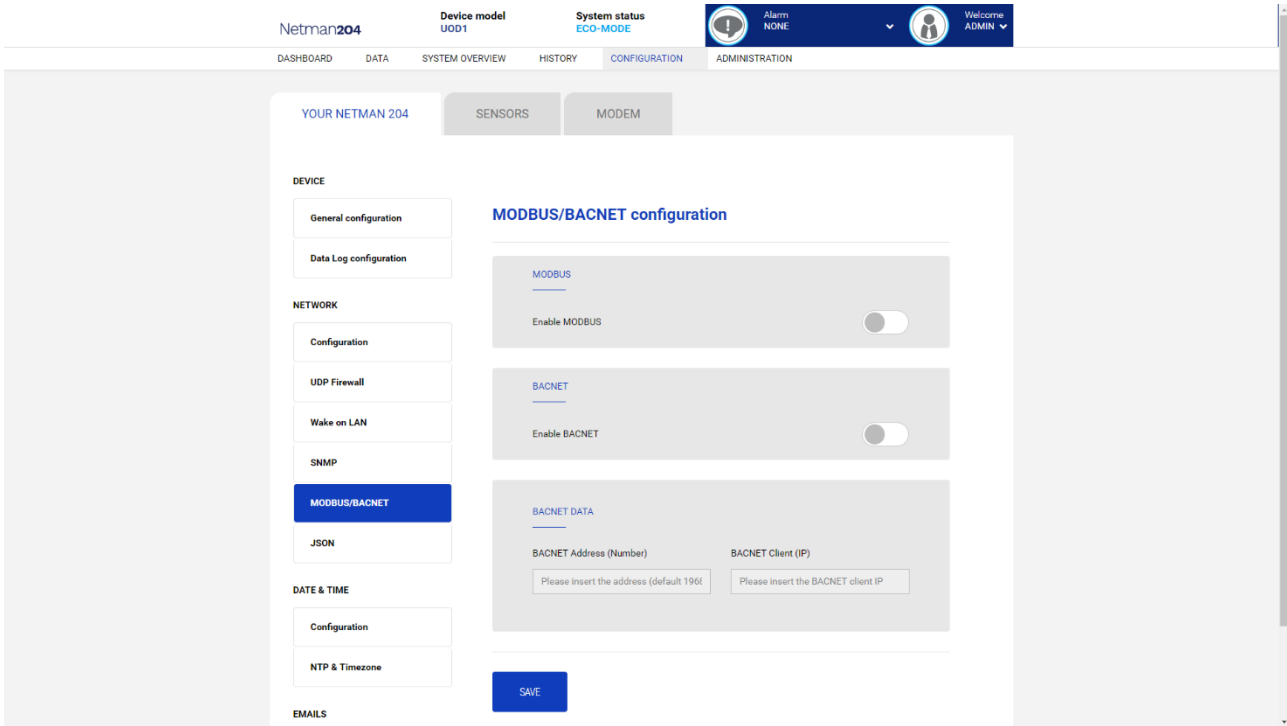 Netman204
Device model
UOD1
System status
ECO-MODE
Alarm
NONE
Welcome
ADMIN
DASHBOARD DATA SYSTEM OVERVIEW HISTORY CONFIGURATION ADMINISTRATION
YOUR NETMAN 204 SENSORS MODEM
DEVICE
General configuration
Data Log configuration
NETWORK
Configuration
UDP Firewall
Wake on LAN
SNMP
MODBUS/BACNET
JSON
DATE & TIME
Configuration
NTP & Timezone
EMAILS
MODBUS/BACNET configuration
MODBUS
Enable MODBUS
BACNET
Enable BACNET
BACNET DATA
BACNET Address (Number) BACNET Client (IP)
Please insert the address (default 1968 Please insert the BACNET client IP
SAVE